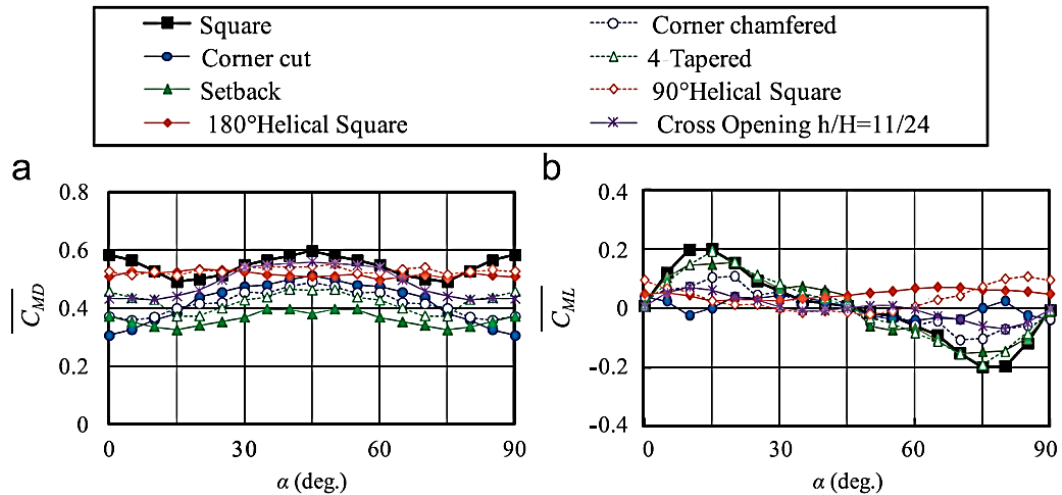 Square
Corner chamfered
Corner cut
4-Tapered
Setback
90°Helical Square
180°Helical Square
Cross Opening h/H=11/24
a
b
0.8
0.6
0.4
0.2
0
C_MD
0 30 60 90
α (deg.)
0.4
0.2
0
-0.2
-0.4
C_ML
0 30 60 90
α (deg.)